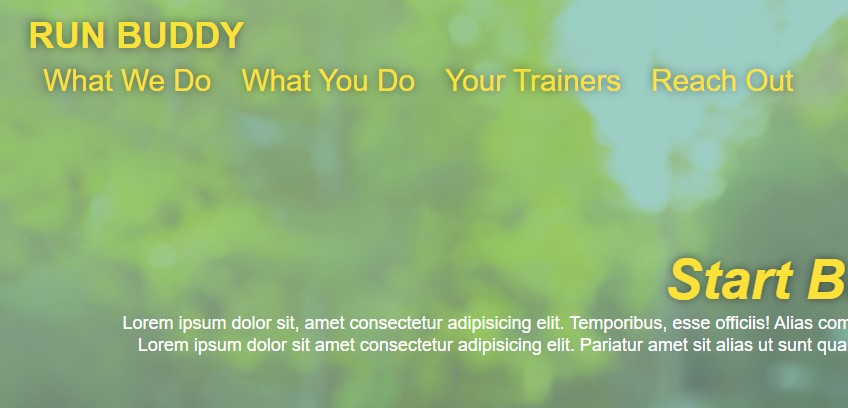 RUN BUDDY
What We Do What You Do Your Trainers Reach Out
Start B
Lorem ipsum dolor sit, amet consectetur adipisicing elit. Temporibus, esse officiis! Alias com
Lorem ipsum dolor sit amet consectetur adipisicing elit. Pariatur amet sit alias ut sunt qua